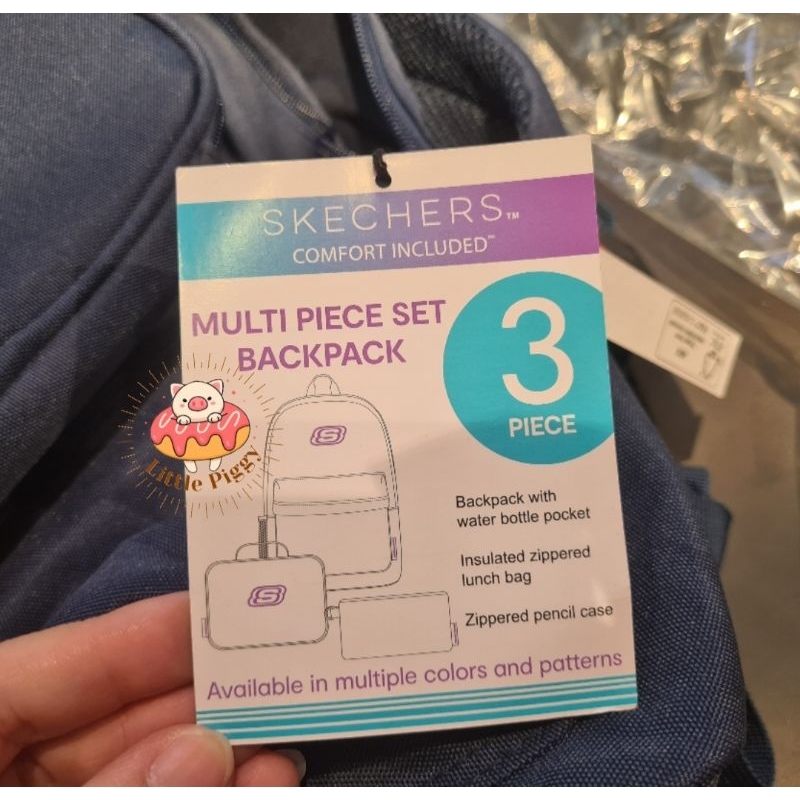 SKECHERS™
COMFORT INCLUDED™
MULTI PIECE SET
BACKPACK
3
PIECE
Little Piggy
Backpack with
water bottle pocket
Insulated zippered
lunch bag
Zippered pencil case
Available in multiple colors and patterns